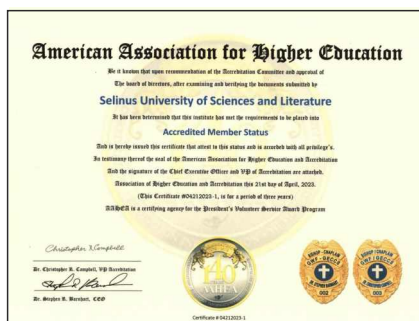 American Association for Higher Education
Be it known that upon recommendation of the Accreditation Committee and approval of
The board of directors, after examining and verifying the documents submitted by
Selinus University of Sciences and Literature
It has been determined that this institute has met the requirements to be placed into
Accredited Member Status
And is hereby issued this certificate that attest to this status and is accorded with all privilege's.
In testimony thereof the seal of the American Association for Higher Education and Accreditation
And the signature of the Chief Executive Officer and VP of Accreditation are attached.
Association of Higher Education and Accreditation this 21st day of April, 2023.
(This Certificate #04212023-1, is for a period of three years)
AAHEA is a certifying agency for the President's Volunteer Service Award Program
Dr. Christopher N. Campbell, VP Accreditation
Dr. Stephen R. Barnhart, CEO
140
AAHEA
BISHOP - CHAPLAIN
002
BISHOP - CHAPLAIN
Certificate # 04212023-1